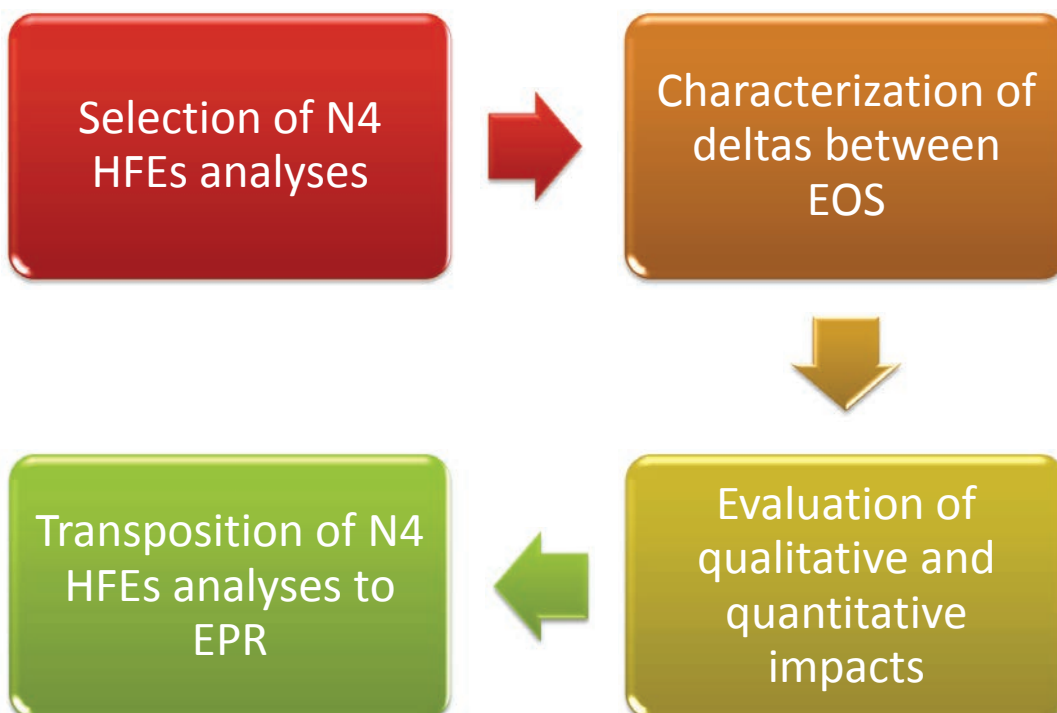 Selection of N4
HFEs analyses
Characterization of
deltas between
EOS
Evaluation of
qualitative and
quantitative
impacts
Transposition of N4
HFEs analyses to
EPR